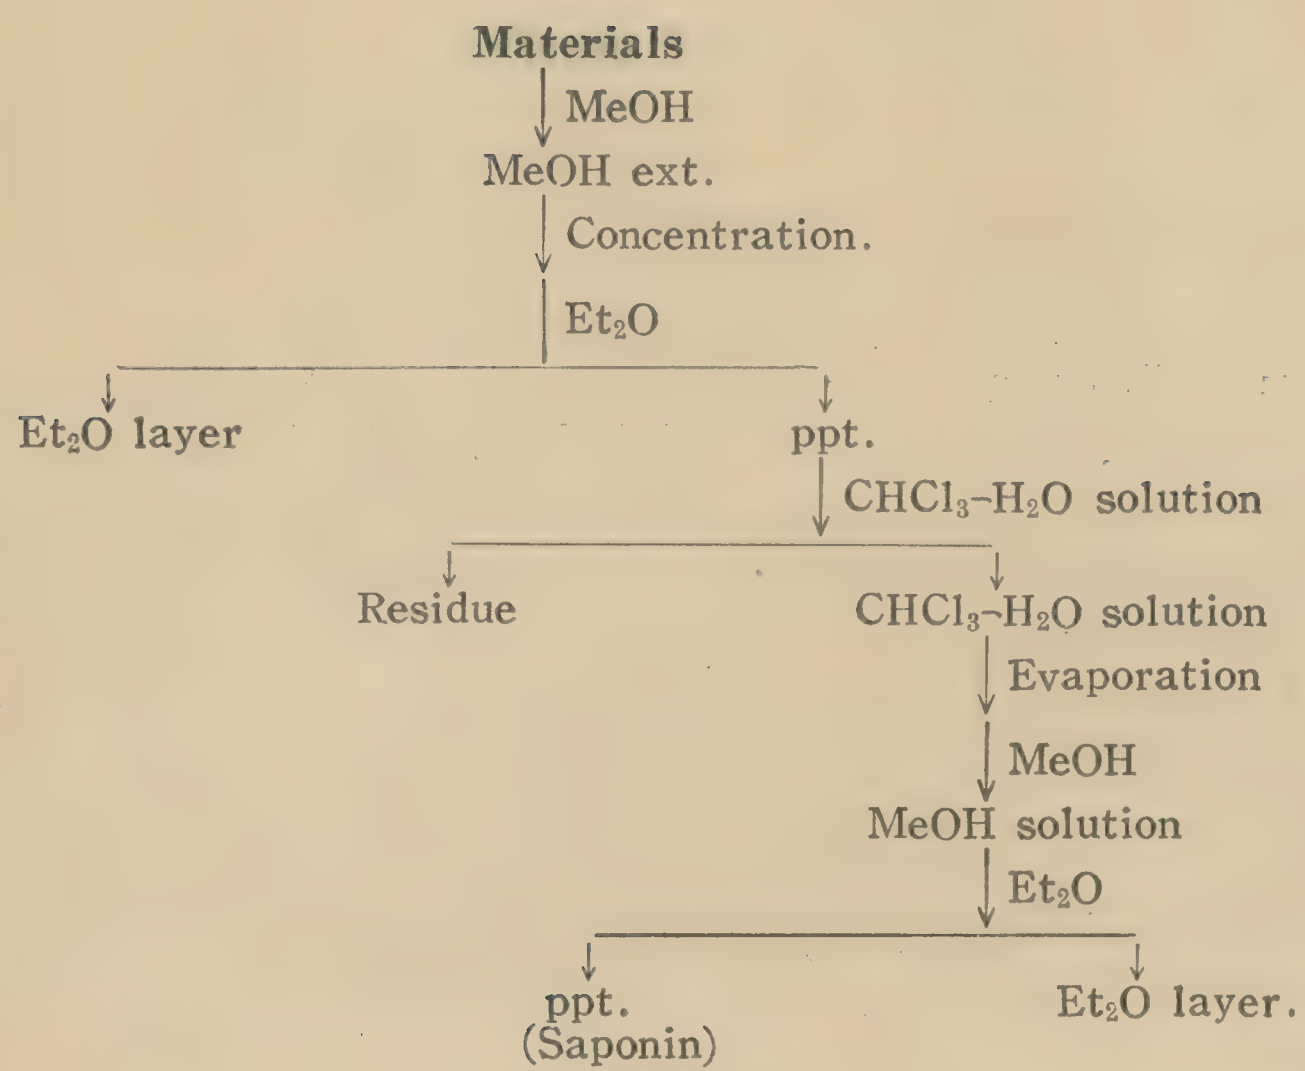 Materials
MeOH
MeOH ext.
Concentration.
Et₂O
Et₂O layer
ppt.
CHCl₃-H₂O solution
Residue
CHCl₃-H₂O solution
Evaporation
MeOH
MeOH solution
Et₂O
ppt.
(Saponin)
Et₂O layer.